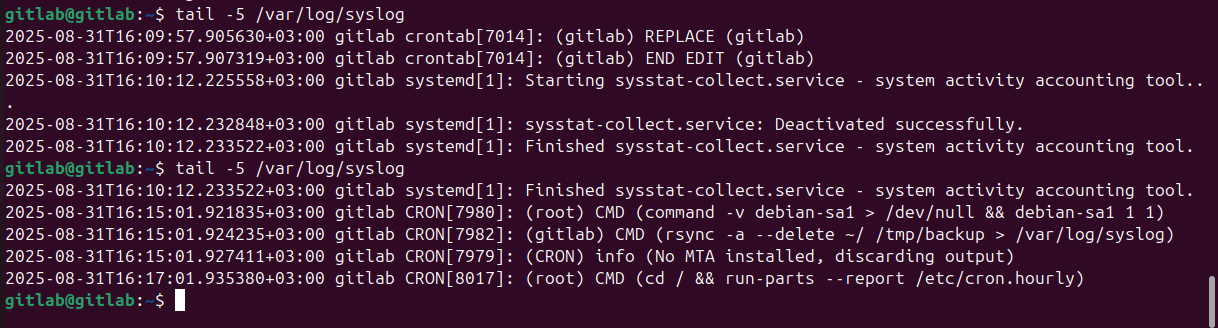 gitlab@gitlab:~$ tail -5 /var/log/syslog
2025-08-31T16:09:57.905630+03:00 gitlab crontab[7014]: (gitlab) REPLACE (gitlab)
2025-08-31T16:09:57.907319+03:00 gitlab crontab[7014]: (gitlab) END EDIT (gitlab)
2025-08-31T16:10:12.225558+03:00 gitlab systemd[1]: Starting sysstat-collect.service - system activity accounting tool..
.
2025-08-31T16:10:12.232848+03:00 gitlab systemd[1]: sysstat-collect.service: Deactivated successfully.
2025-08-31T16:10:12.233522+03:00 gitlab systemd[1]: Finished sysstat-collect.service - system activity accounting tool.
gitlab@gitlab:~$ tail -5 /var/log/syslog
2025-08-31T16:10:12.233522+03:00 gitlab systemd[1]: Finished sysstat-collect.service - system activity accounting tool.
2025-08-31T16:15:01.921835+03:00 gitlab CRON[7980]: (root) CMD (command -v debian-sa1 > /dev/null && debian-sa1 1 1)
2025-08-31T16:15:01.924235+03:00 gitlab CRON[7982]: (gitlab) CMD (rsync -a --delete ~/ /tmp/backup > /var/log/syslog)
2025-08-31T16:15:01.927411+03:00 gitlab CRON[7979]: (CRON) info (No MTA installed, discarding output)
2025-08-31T16:17:01.935380+03:00 gitlab CRON[8017]: (root) CMD (cd / && run-parts --report /etc/cron.hourly)
gitlab@gitlab:~$